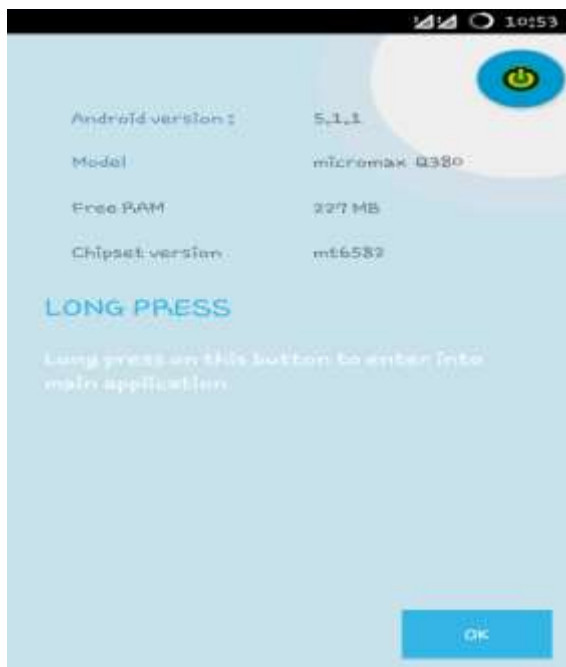 10:53
Android version :
5.1.1
Model
micromax Q380
Free RAM
227 MB
Chipset version
mt6582
LONG PRESS
Long press on this button to enter into
main application
OK